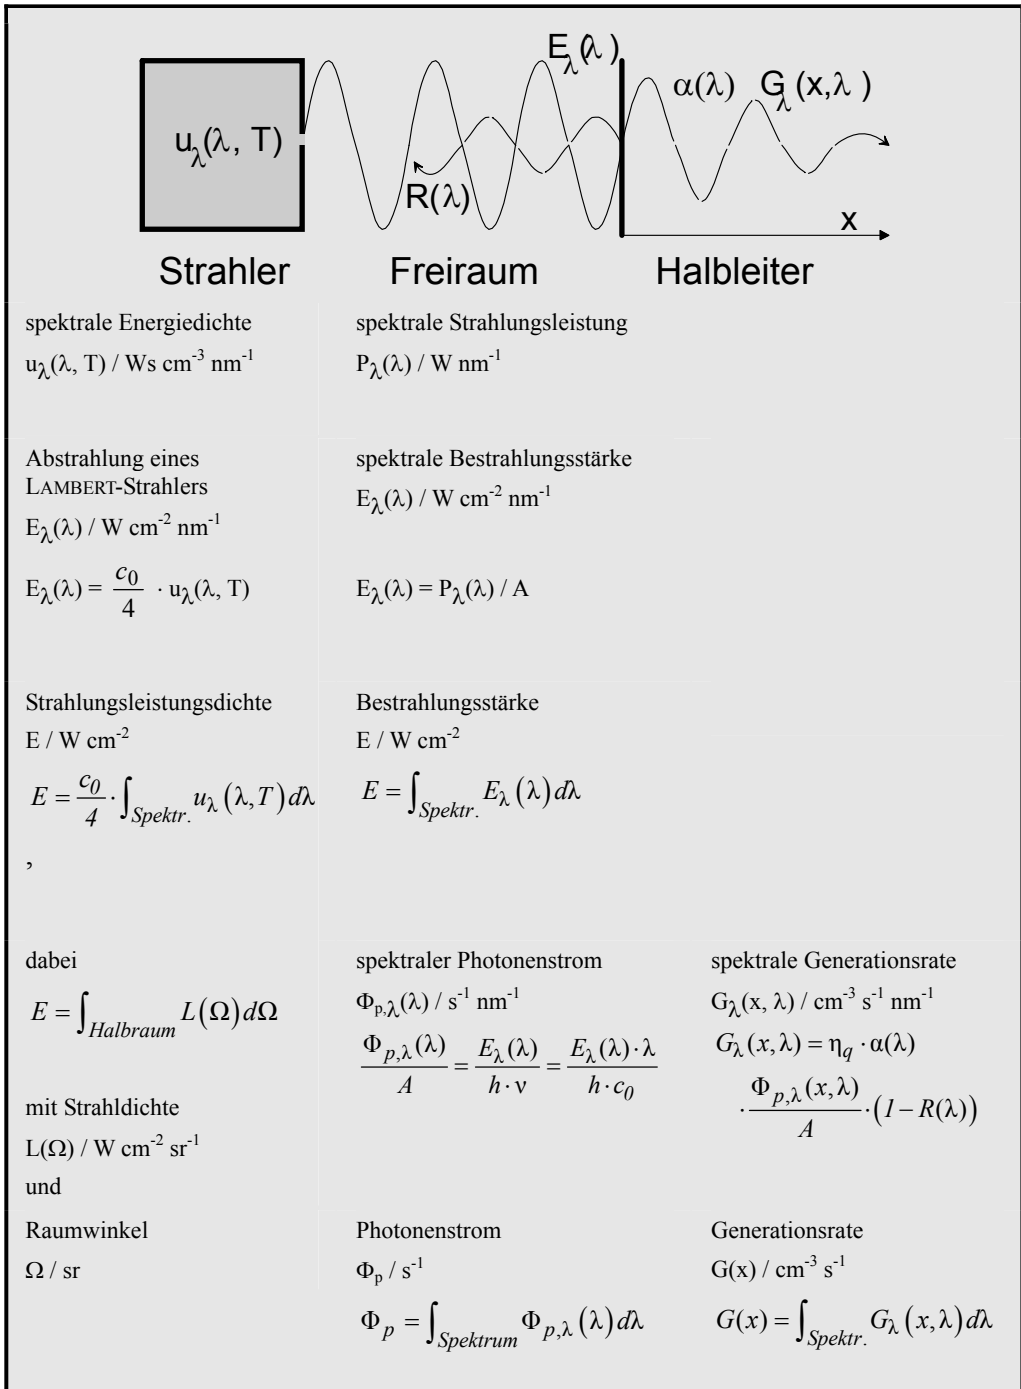 E_λ(λ)
α(λ) G_λ(x,λ)
u_λ(λ, T)
R(λ)
x
Strahler Freiraum Halbleiter
spektrale Energiedichte
u_λ(λ, T) / Ws cm⁻³ nm⁻¹
spektrale Strahlungsleistung
P_λ(λ) / W nm⁻¹
Abstrahlung eines
LAMBERT-Strahlers
E_λ(λ) / W cm⁻² nm⁻¹
E_λ(λ) = c₀/4 · u_λ(λ, T)
spektrale Bestrahlungsstärke
E_λ(λ) / W cm⁻² nm⁻¹
E_λ(λ) = P_λ(λ) / A
Strahlungsleistungsdichte
E / W cm⁻²
E = c₀/4 · ∫_Spektr. u_λ(λ,T)dλ
,
Bestrahlungsstärke
E / W cm⁻²
E = ∫_Spektr. E_λ(λ)dλ
dabei
E = ∫_Halbraum L(Ω)dΩ
mit Strahldichte
L(Ω) / W cm⁻² sr⁻¹
und
spektraler Photonenstrom
Φ_p,λ(λ) / s⁻¹ nm⁻¹
Φ_p,λ(λ)/A = E_λ(λ)/(h·ν) = E_λ(λ)·λ/(h·c₀)
spektrale Generationsrate
G_λ(x, λ) / cm⁻³ s⁻¹ nm⁻¹
G_λ(x,λ) = η_q · α(λ)
· Φ_p,λ(x,λ)/A · (1 − R(λ))
Raumwinkel
Ω / sr
Photonenstrom
Φ_p / s⁻¹
Φ_p = ∫_Spektrum Φ_p,λ(λ)dλ
Generationsrate
G(x) / cm⁻³ s⁻¹
G(x) = ∫_Spektr. G_λ(x,λ)dλ